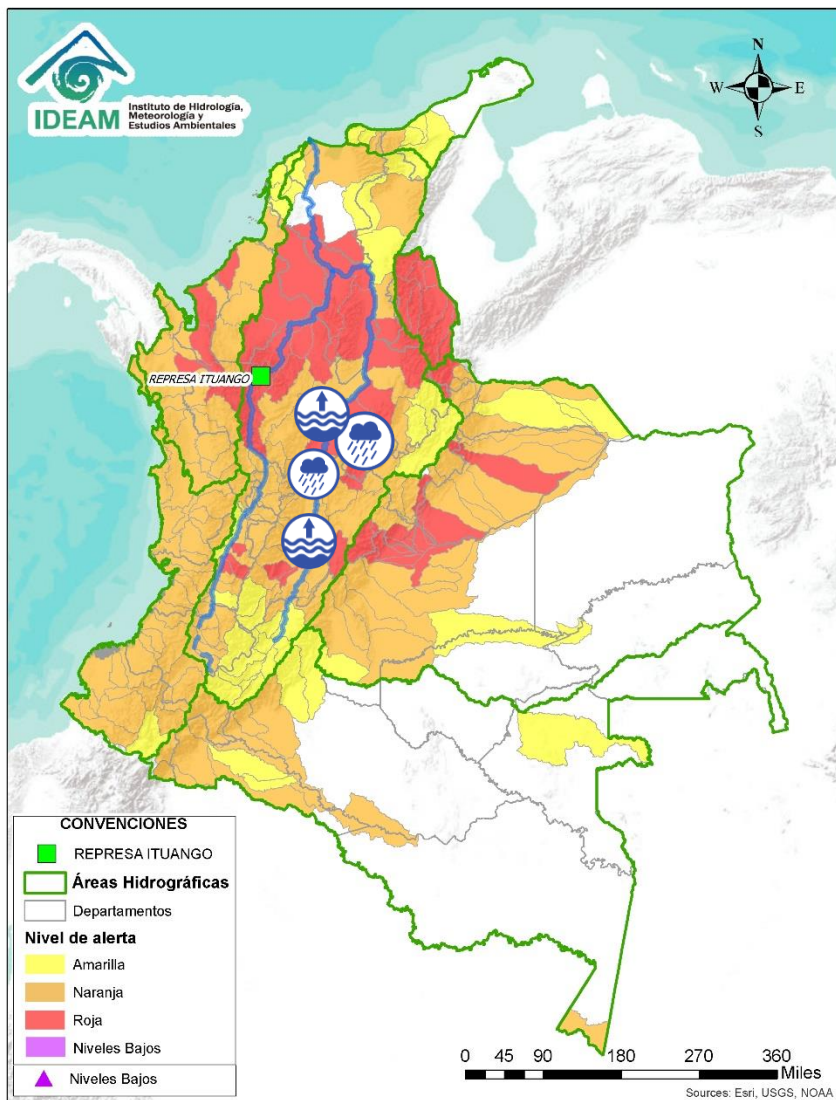 IDEAM
Instituto de Hidrología,
Meteorología y
Estudios Ambientales
N
W
E
S
REPRESA ITUANGO
CONVENCIONES
REPRESA ITUANGO
Áreas Hidrográficas
Departamentos
Nivel de alerta
Amarilla
Naranja
Roja
Niveles Bajos
Niveles Bajos
0 45 90 180 270 360
Miles
Sources: Esri, USGS, NOAA